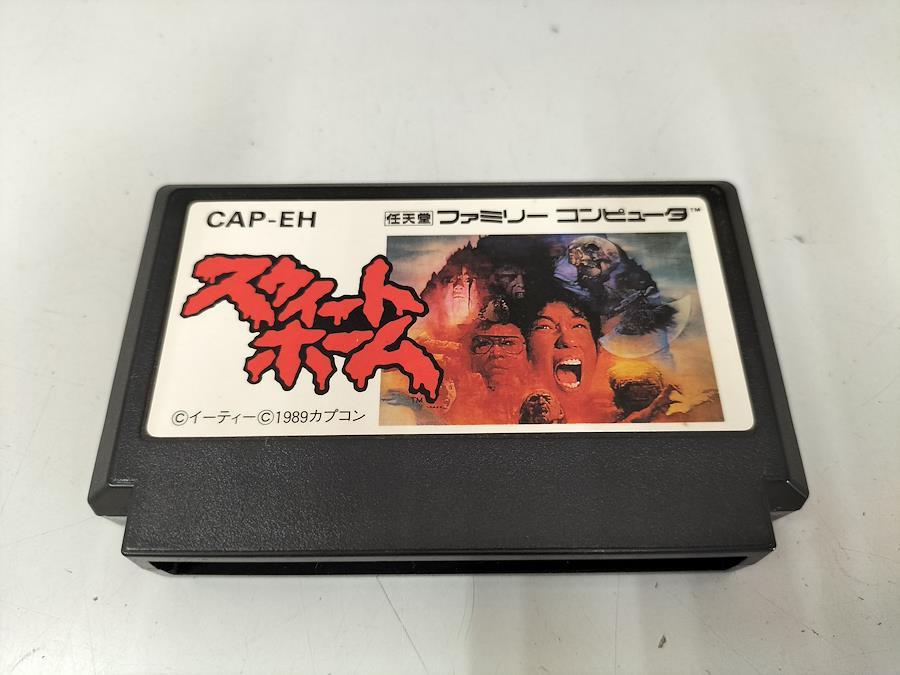 CAP-EH
任天堂 ファミリー コンピュータ™
スウィート
ホーム
TM
©イーティー©1989カプコン